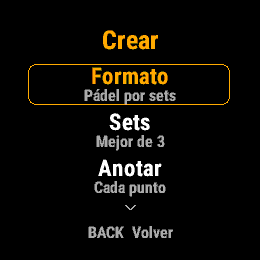 Crear
Formato
Pádel por sets
Sets
Mejor de 3
Anotar
Cada punto
BACK Volver